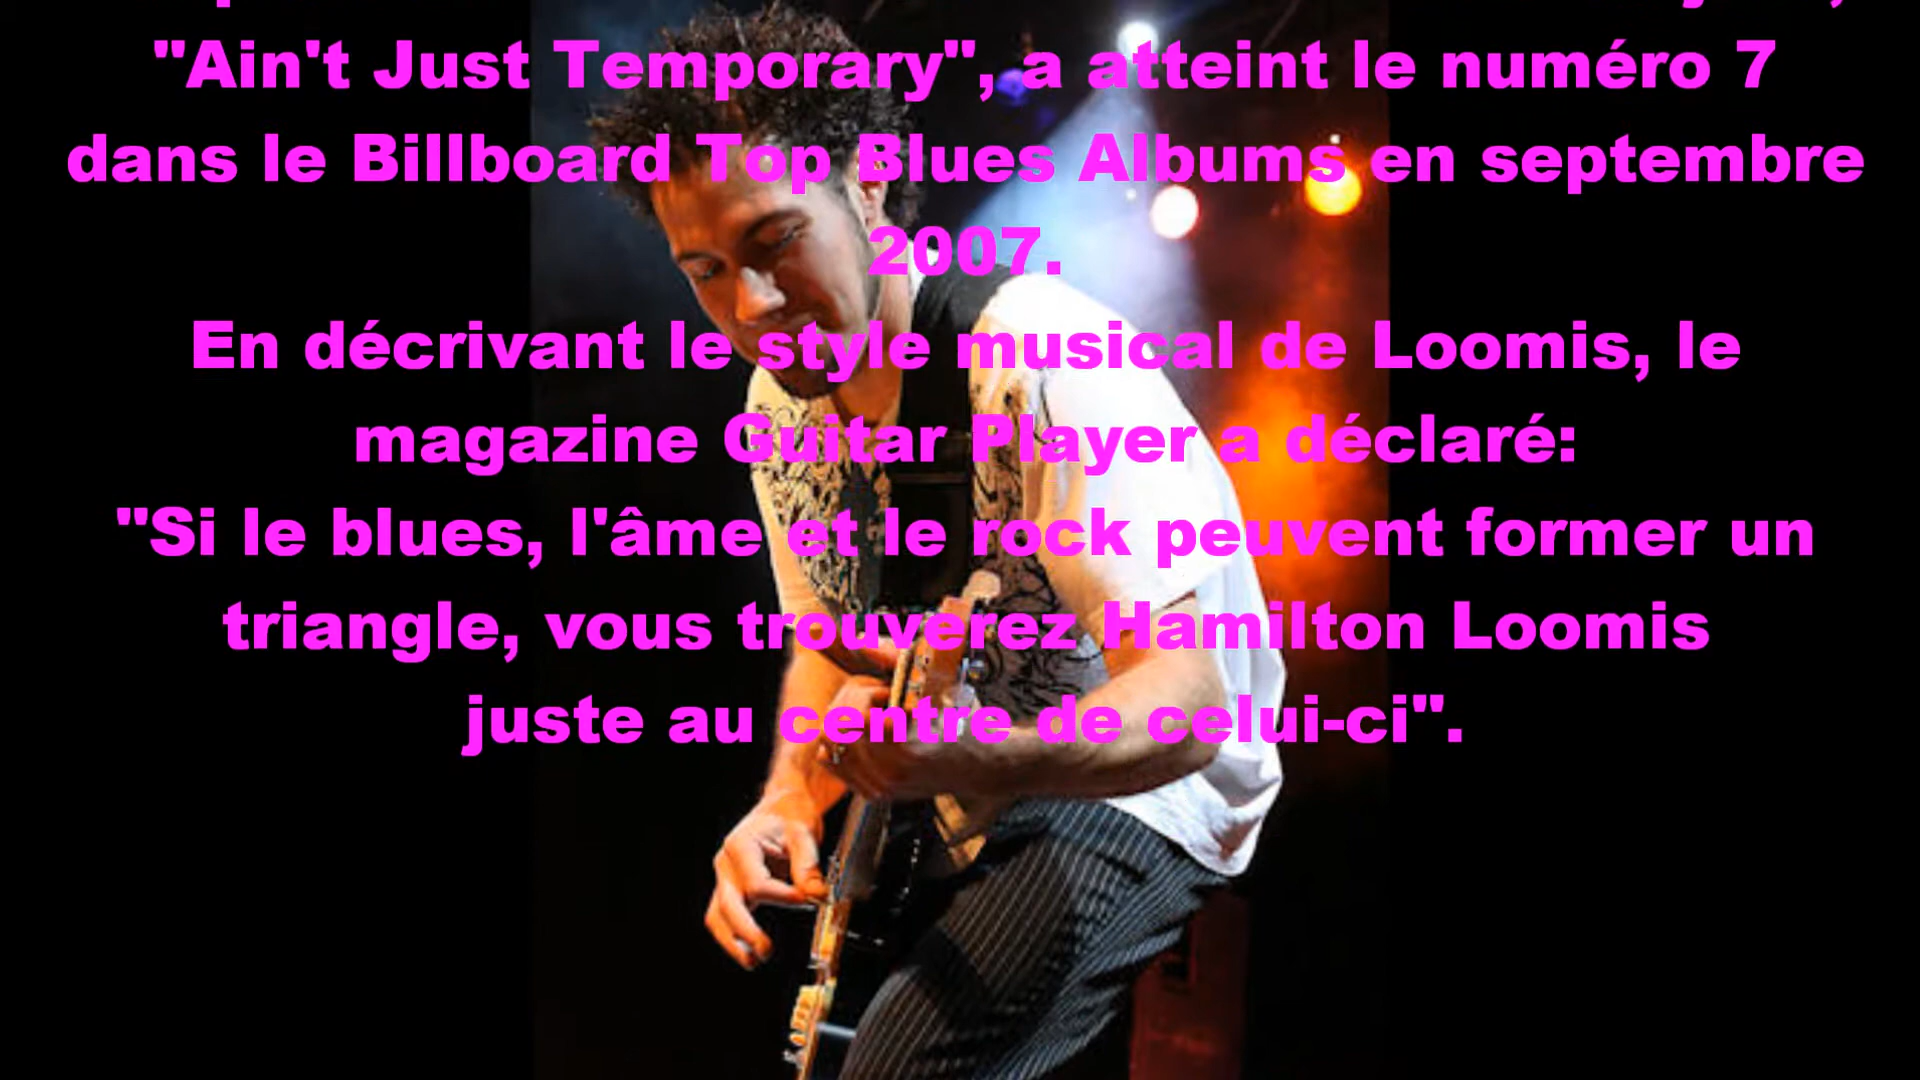 "Ain't Just Temporary", a atteint le numéro 7
dans le Billboard Top Blues Albums en septembre
2007.
En décrivant le style musical de Loomis, le
magazine Guitar Player a déclaré:
"Si le blues, l'âme et le rock peuvent former un
triangle, vous trouverez Hamilton Loomis
juste au centre de celui-ci".